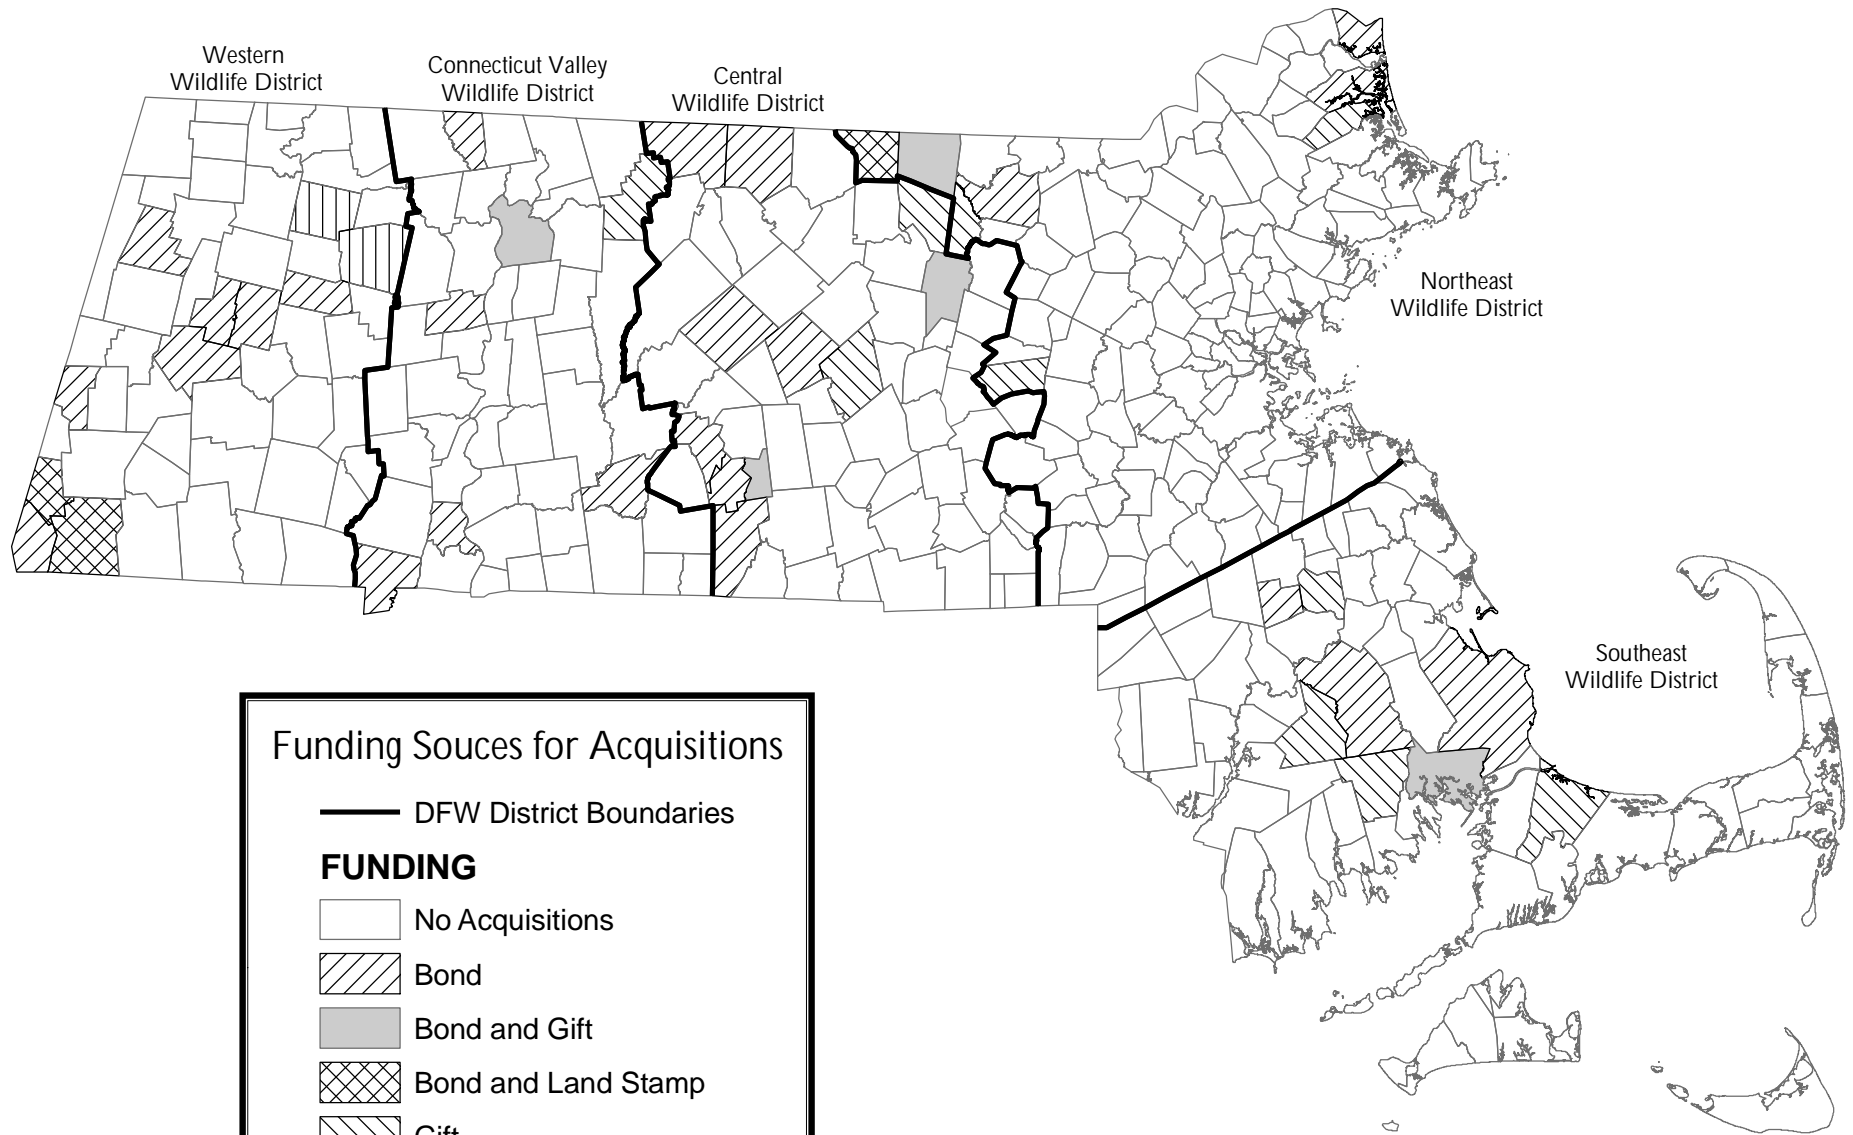 Western
Wildlife District
Connecticut Valley
Wildlife District
Central
Wildlife District
Northeast
Wildlife District
Southeast
Wildlife District
Funding Souces for Acquisitions
DFW District Boundaries
FUNDING
No Acquisitions
Bond
Bond and Gift
Bond and Land Stamp
Gift